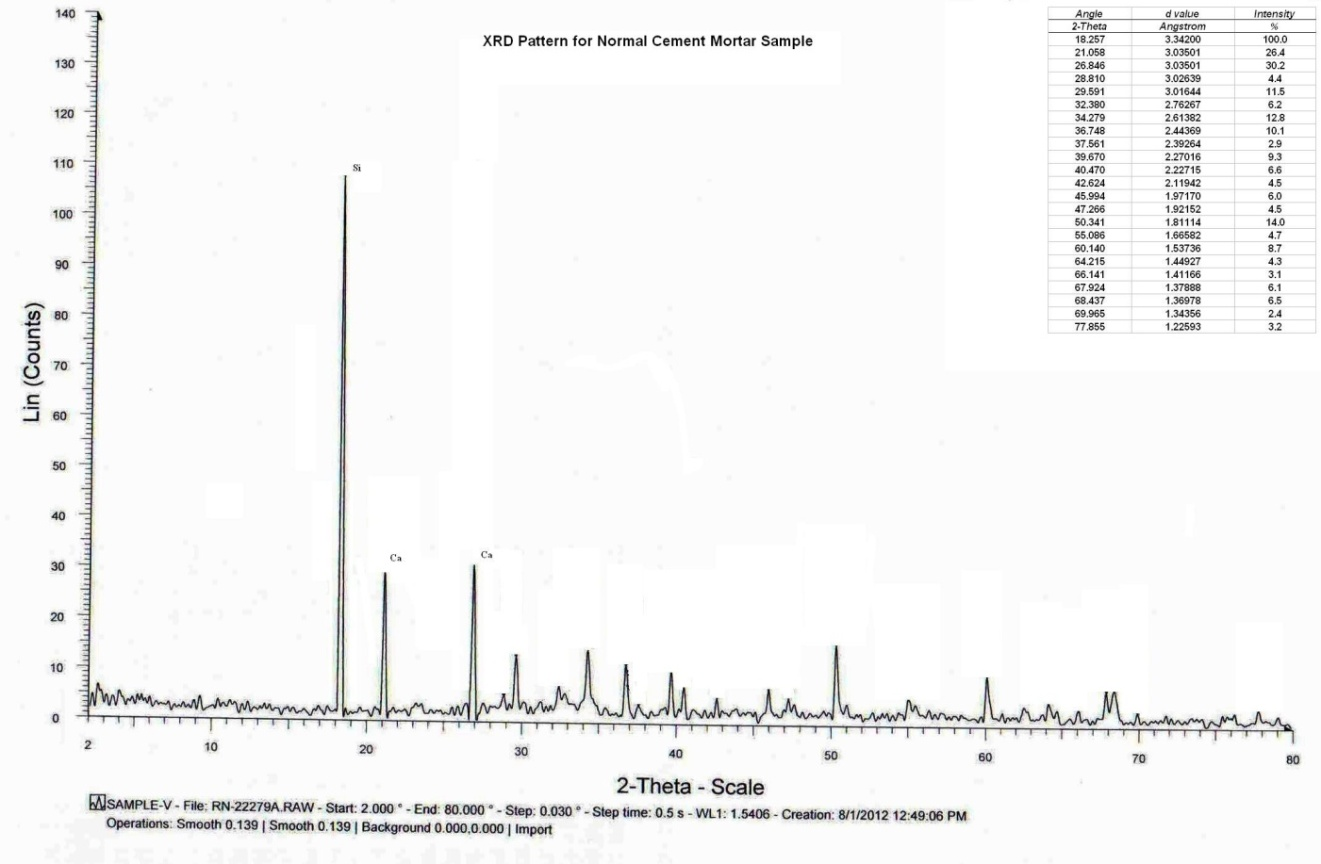 XRD Pattern for Normal Cement Mortar Sample
Angle d value Intensity
2-Theta Angstrom %
18.257 3.34200 100.0
21.058 3.03501 26.4
26.846 3.03501 30.2
28.810 3.02639 4.4
29.591 3.01644 11.5
32.380 2.76267 6.2
34.279 2.61382 12.8
36.748 2.44369 10.1
37.561 2.39264 2.9
39.670 2.27016 9.3
40.470 2.22715 6.6
42.624 2.11942 4.5
45.994 1.97170 6.0
47.266 1.92152 4.5
50.341 1.81114 14.0
55.086 1.66582 4.7
60.140 1.53736 8.7
64.215 1.44927 4.3
66.141 1.41166 3.1
67.924 1.37888 6.1
68.437 1.36978 6.5
69.965 1.34356 2.4
77.855 1.22593 3.2
Lin (Counts)
140
130
120
110
100
90
80
70
60
50
40
30
20
10
0
Si
Ca
Ca
2 10 20 30 40 50 60 70 80
2-Theta - Scale
SAMPLE-V - File: RN-22279A.RAW - Start: 2.000 ° - End: 80.000 ° - Step: 0.030 ° - Step time: 0.5 s - WL1: 1.5406 - Creation: 8/1/2012 12:49:06 PM
Operations: Smooth 0.139 | Smooth 0.139 | Background 0.000,0.000 | Import